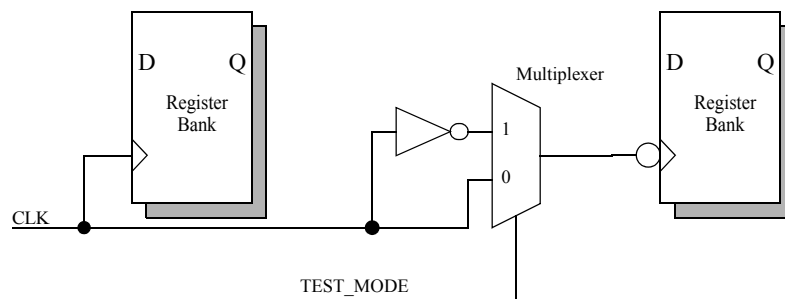 D Q
Register
Bank
Multiplexer
1
0
D Q
Register
Bank
CLK
TEST_MODE